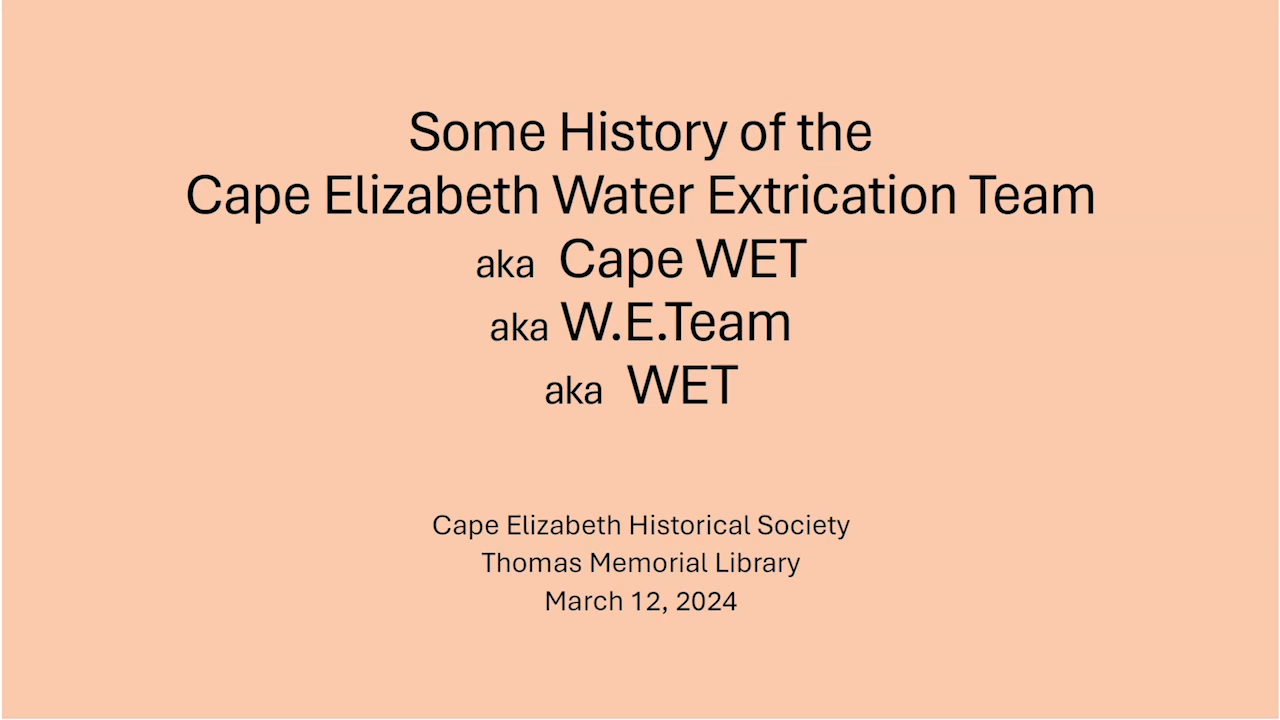 Some History of the
Cape Elizabeth Water Extrication Team
aka Cape WET
aka W.E.Team
aka WET
Cape Elizabeth Historical Society
Thomas Memorial Library
March 12, 2024